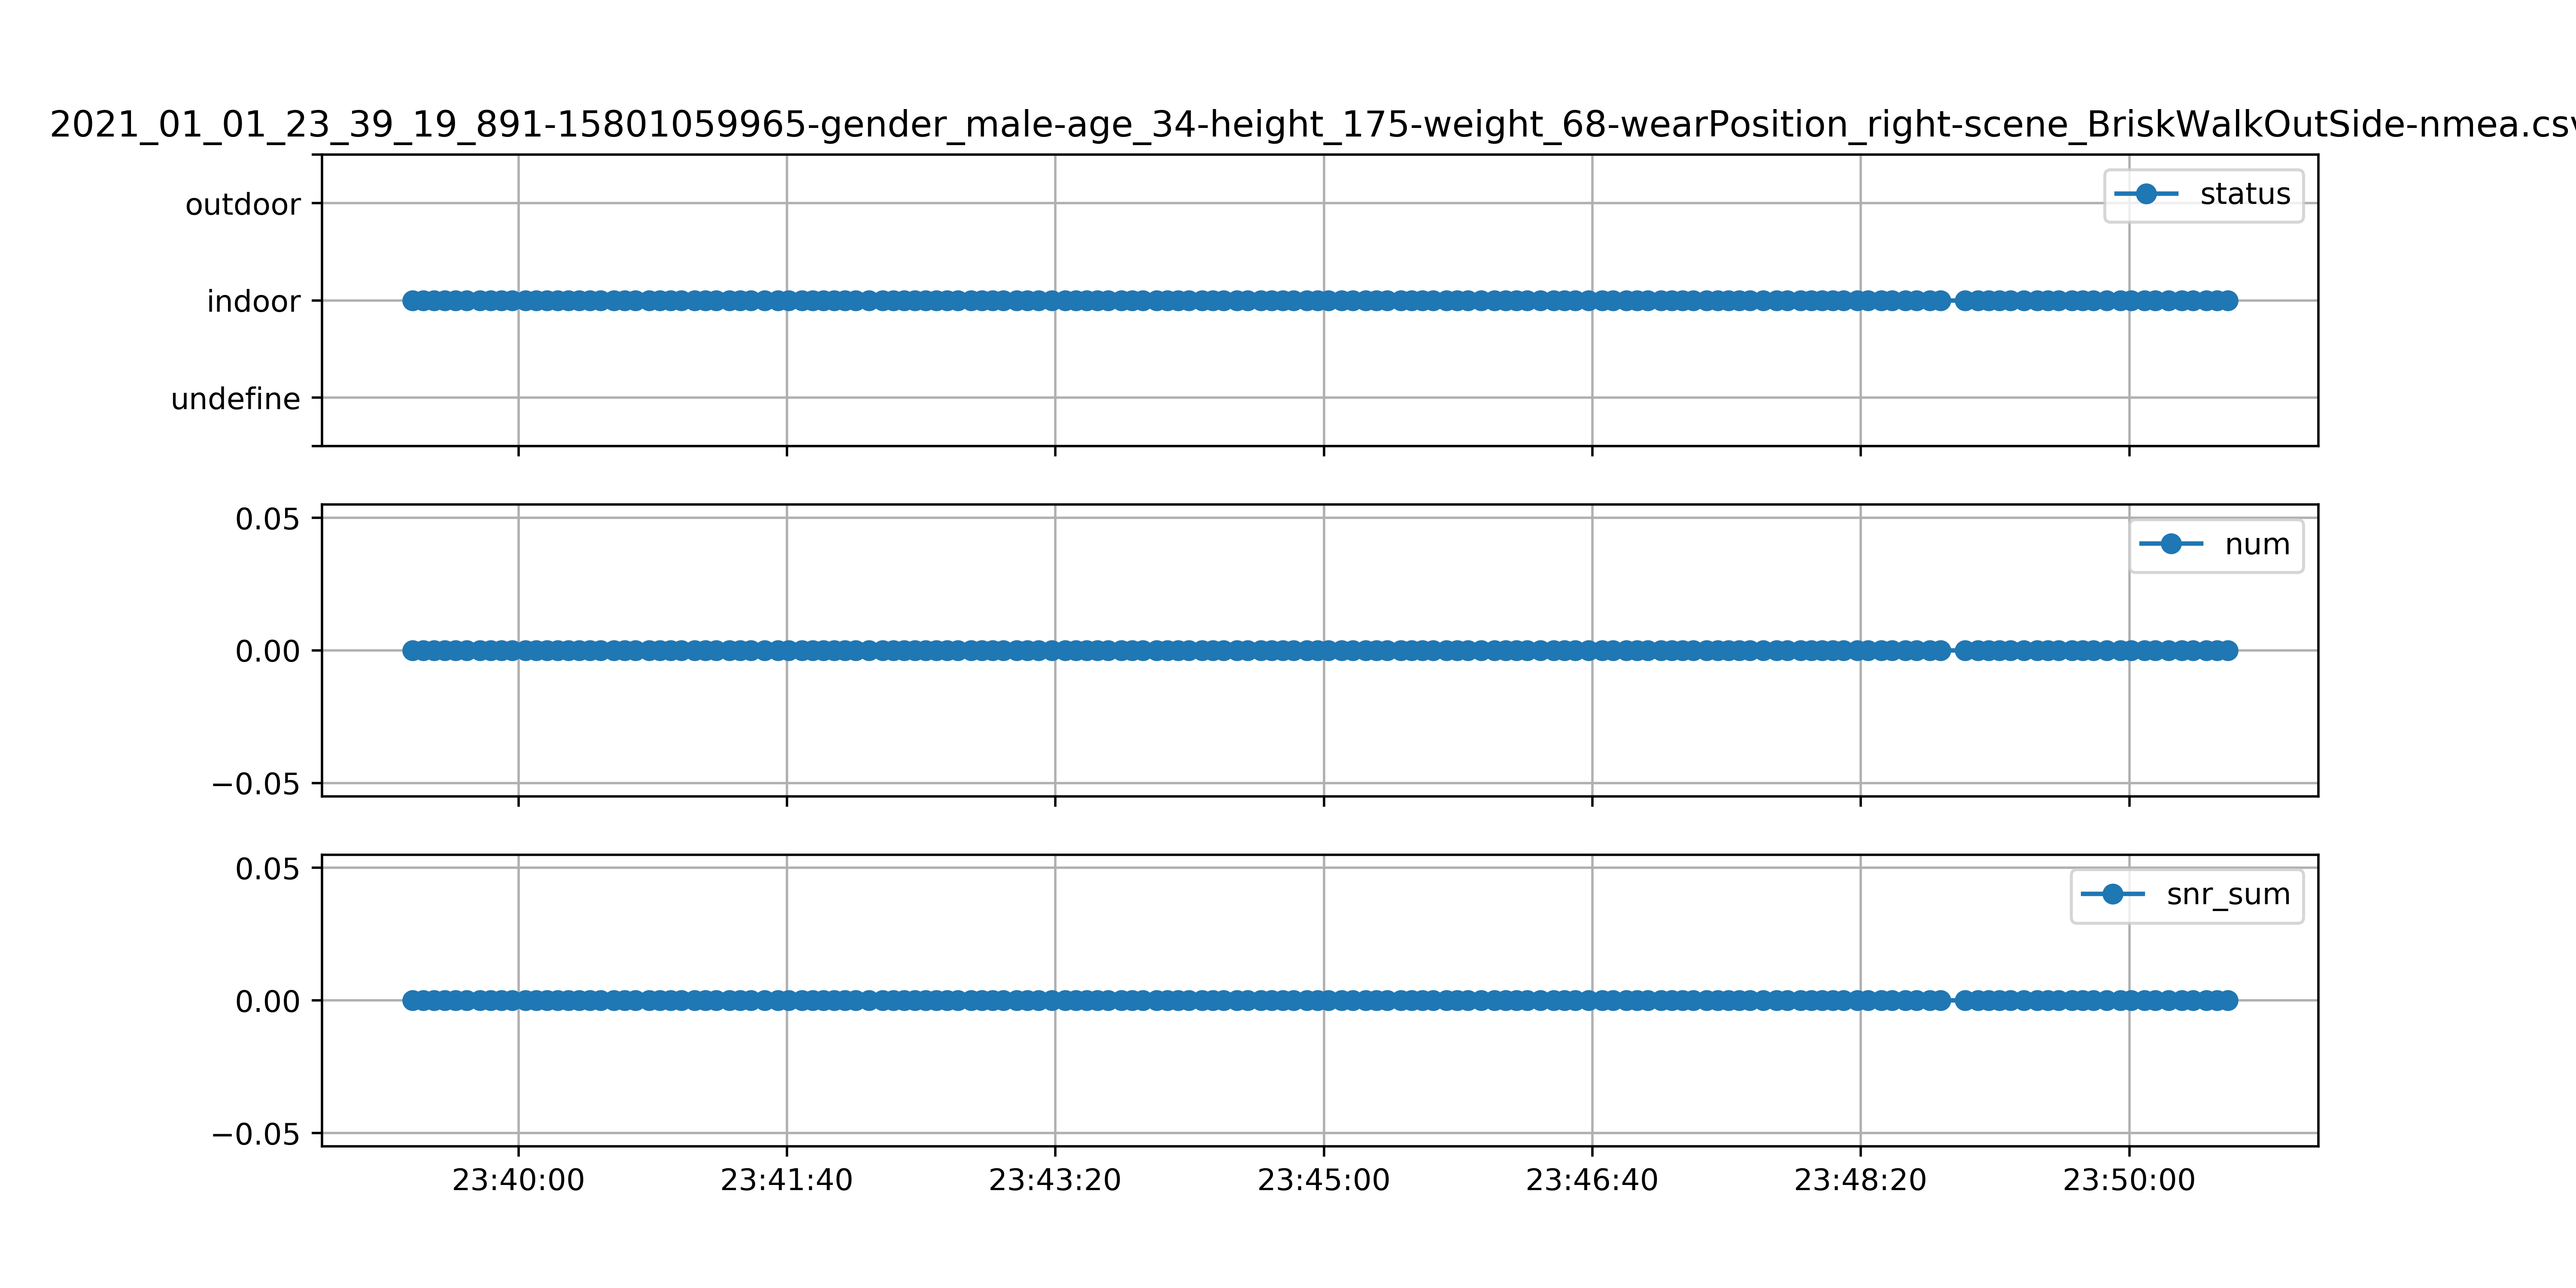 2021_01_01_23_39_19_891-15801059965-gender_male-age_34-height_175-weight_68-wearPosition_right-scene_BriskWalkOutSide-nmea.csv
outdoor
status
indoor
undefine
0.05
num
0.00
−0.05
0.05
snr_sum
0.00
−0.05
23:40:00 23:41:40 23:43:20 23:45:00 23:46:40 23:48:20 23:50:00